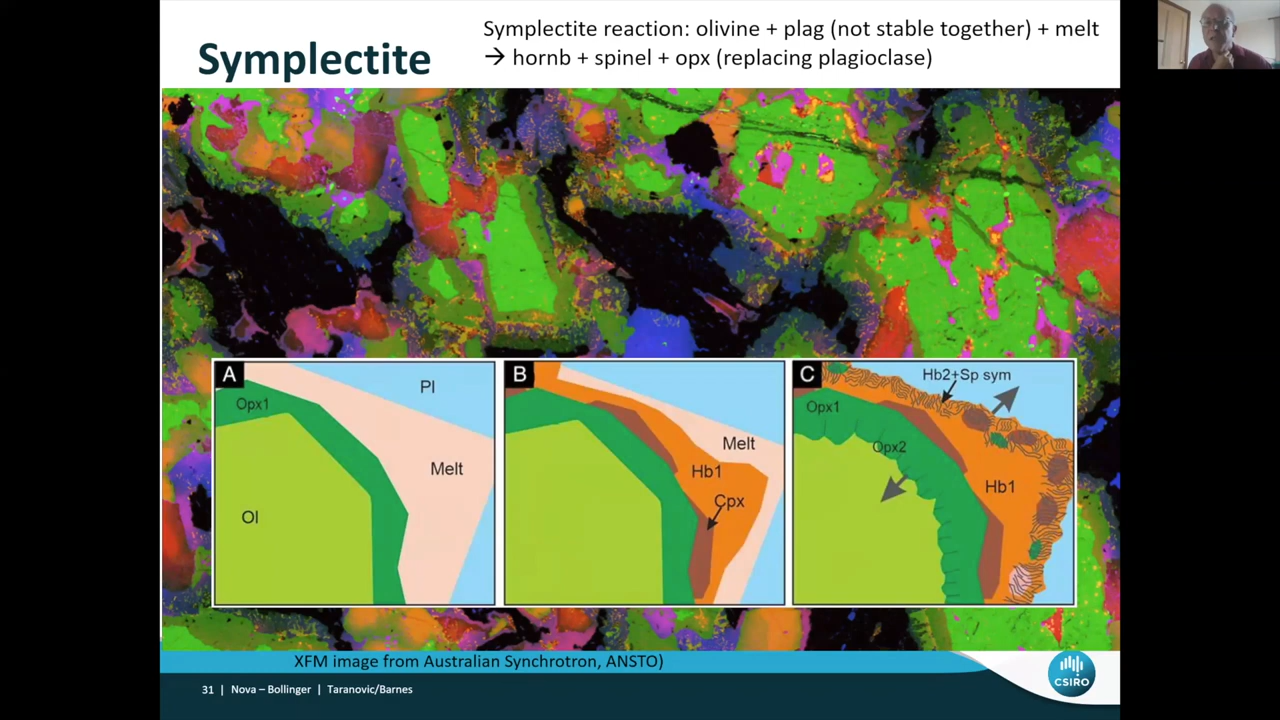 Symplectite
Symplectite reaction: olivine + plag (not stable together) + melt
→ hornb + spinel + opx (replacing plagioclase)
A
Pl
Opx1
Melt
Ol
B
Melt
Hb1
Cpx
C
Hb2+Sp sym
Opx1
Opx2
Hb1
XFM image from Australian Synchrotron, ANSTO)
31 | Nova – Bollinger | Taranovic/Barnes
CSIRO